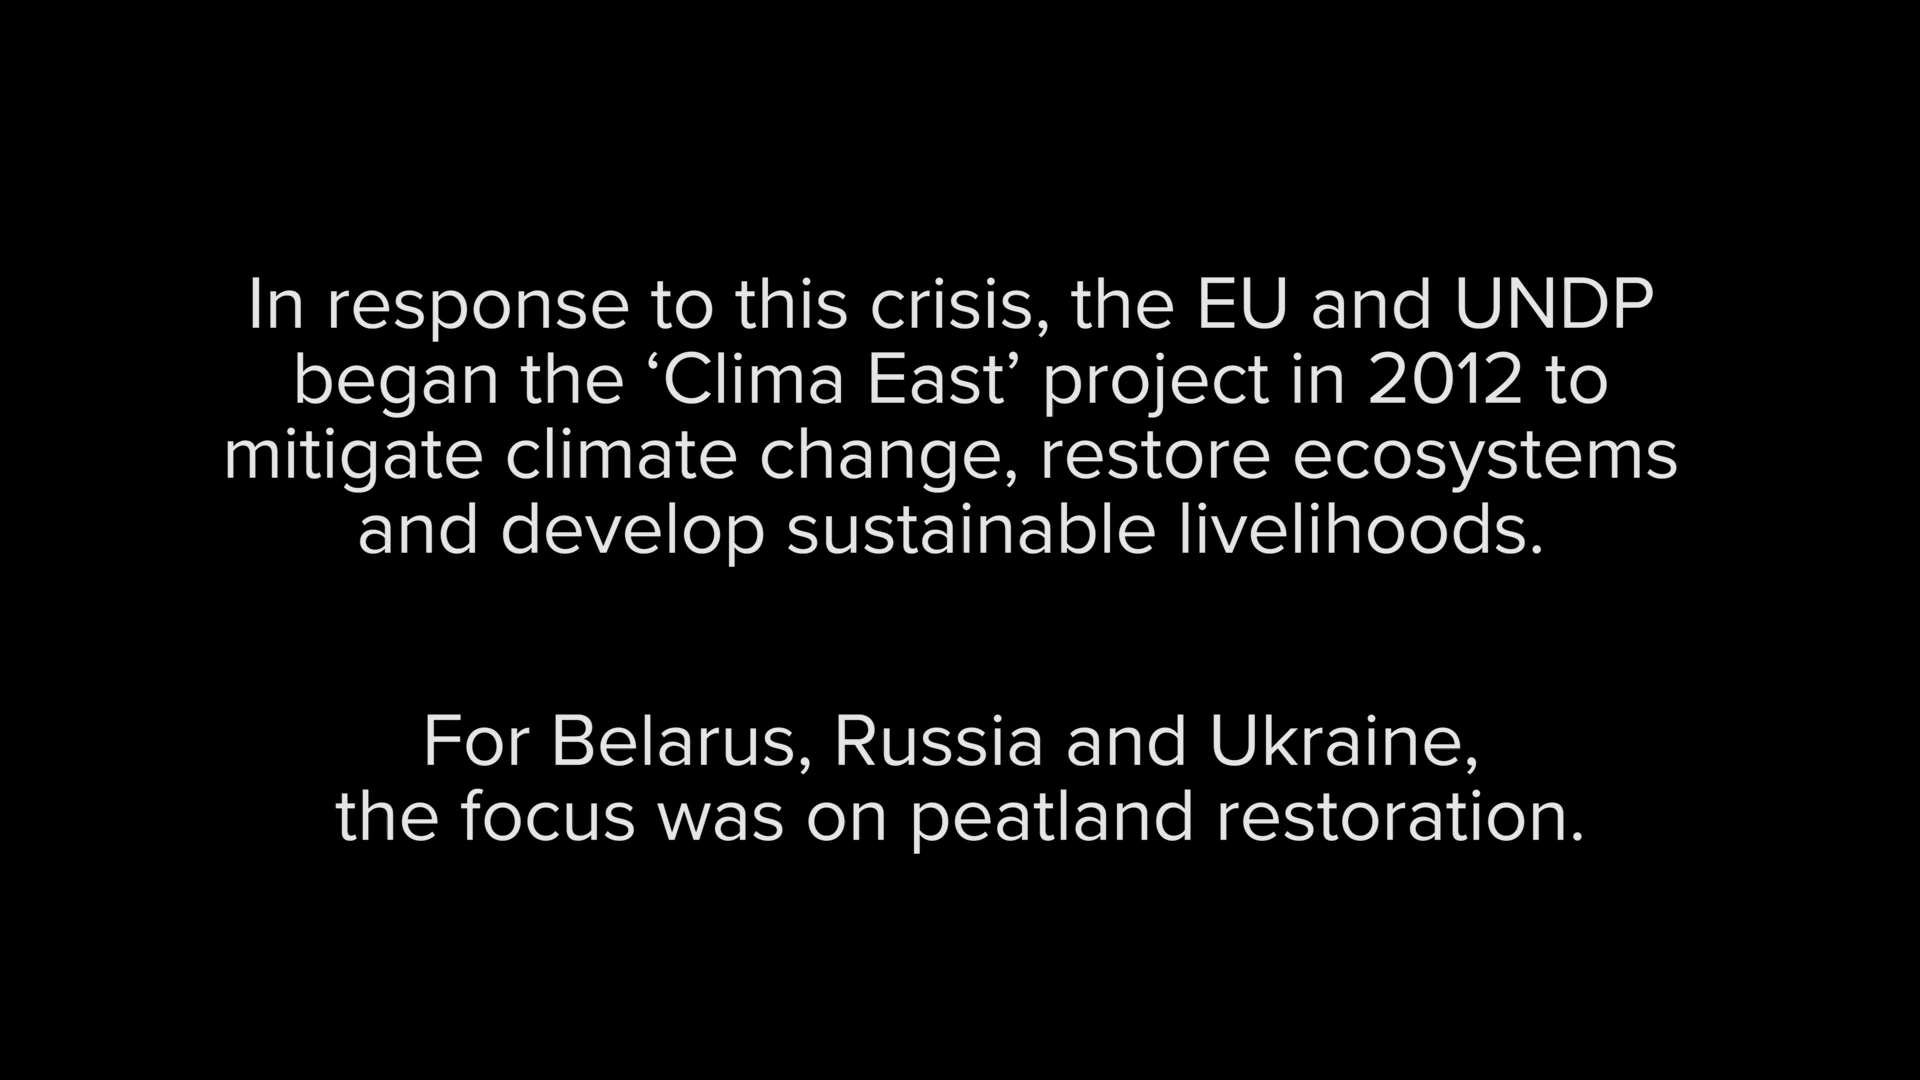 In response to this crisis, the EU and UNDP
began the ‘Clima East’ project in 2012 to
mitigate climate change, restore ecosystems
and develop sustainable livelihoods.
For Belarus, Russia and Ukraine,
the focus was on peatland restoration.